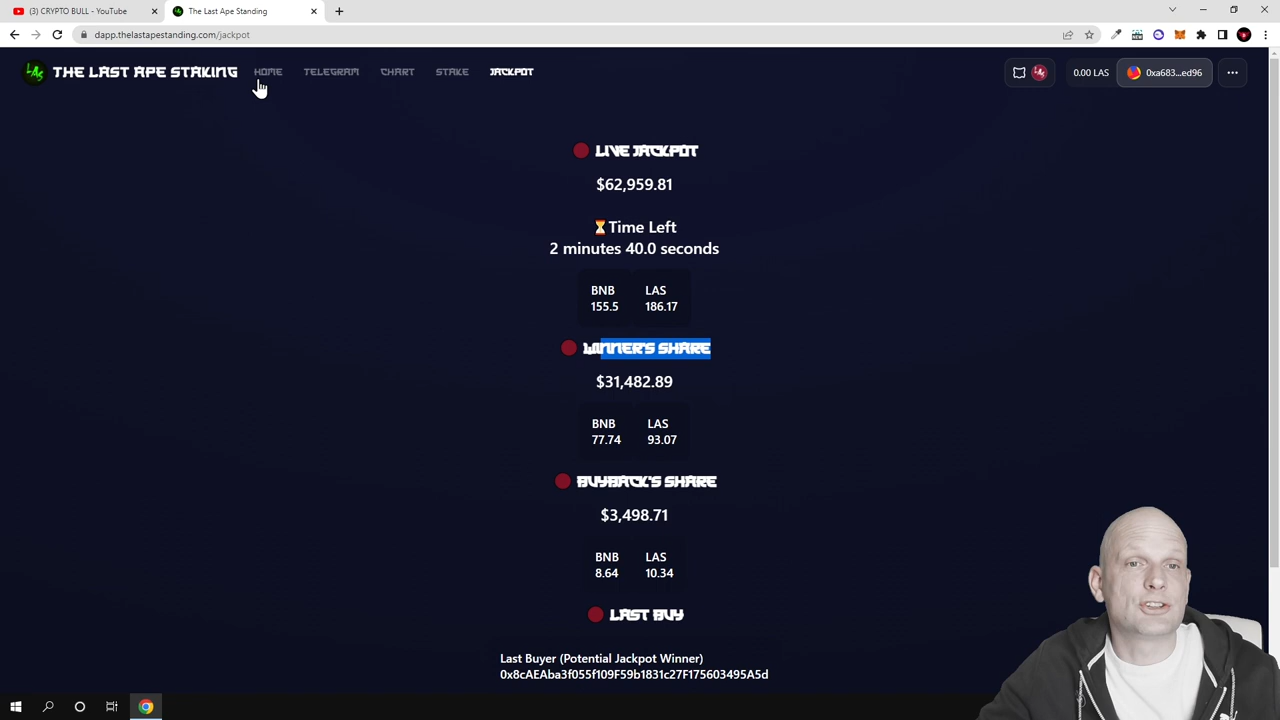 (3) CRYPTO BULL - YouTube
The Last Ape Standing
dapp.thelastapestanding.com/jackpot
LAS THE LAST APE STAKING HOME TELEGRAM CHART STAKE JACKPOT
LAS 0.00 LAS 0xa683...ed96
LIVE JACKPOT
$62,959.81
Time Left
2 minutes 40.0 seconds
BNB LAS
155.5 186.17
WINNER'S SHARE
$31,482.89
BNB LAS
77.74 93.07
BUYBACK'S SHARE
$3,498.71
BNB LAS
8.64 10.34
LAST BUY
Last Buyer (Potential Jackpot Winner)
0x8cAEAba3f055f109F59b1831c27F175603495A5d